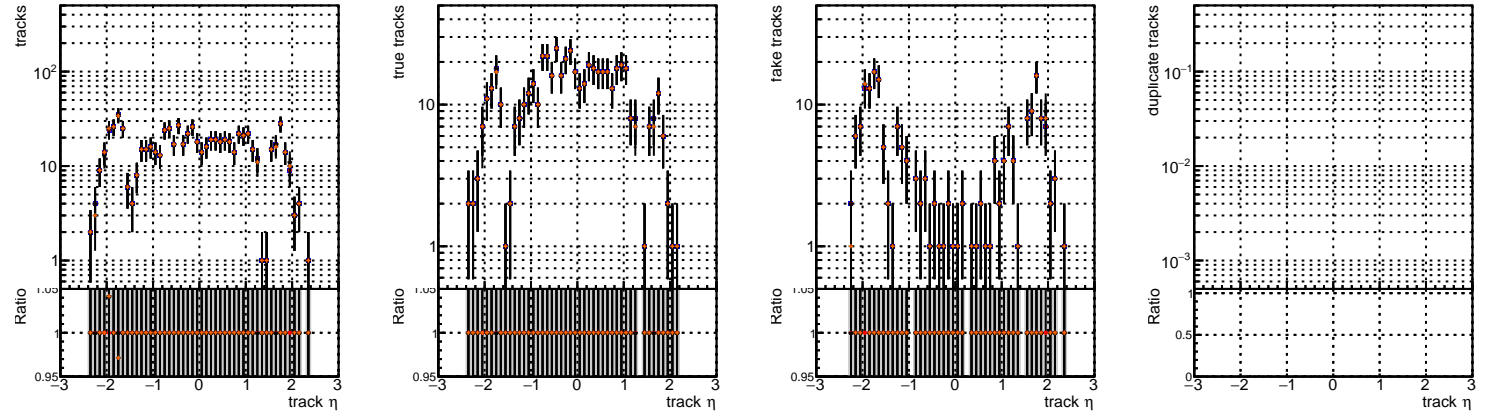 tracks
10²
10
1
Ratio
1.05
1
0.95
−3 −2 −1 0 1 2 3
track η
true tracks
10
1
Ratio
1.05
1
0.95
−3 −2 −1 0 1 2 3
track η
fake tracks
10
1
Ratio
1.05
1
0.95
−3 −2 −1 0 1 2 3
track η
duplicate tracks
10⁻¹
10⁻²
10⁻³
Ratio
1
0.5
0
−3 −2 −1 0 1 2 3
track η